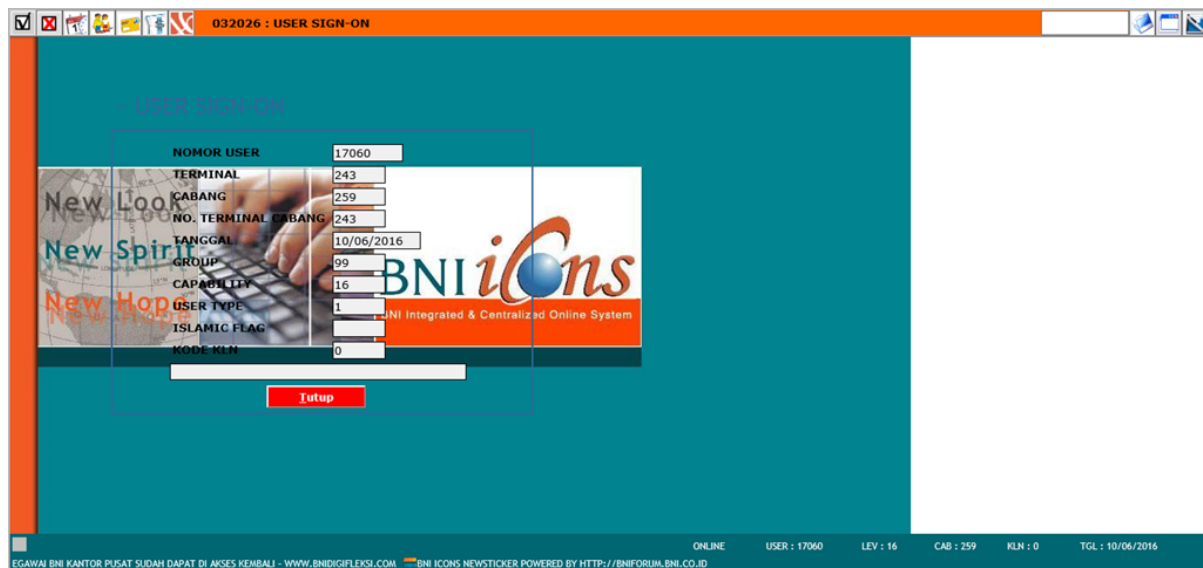 032026 : USER SIGN-ON
- USER SIGN-ON
NOMOR USER 17060
TERMINAL 243
CABANG 259
NO. TERMINAL CABANG 243
TANGGAL 10/06/2016
GROUP 99
CAPABILITY 16
USER TYPE 1
ISLAMIC FLAG
KODE KLN 0
Tutup
New Look
New Spirit
New Hope
BNI icons
BNI Integrated & Centralized Online System
ONLINE USER : 17060 LEV : 16 CAB : 259 KLN : 0 TGL : 10/06/2016
EGAWAI BNI KANTOR PUSAT SUDAH DAPAT DI AKSES KEMBALI - WWW.BNIDIGIFLEKSI.COM BNI ICONS NEWSTICKER POWERED BY HTTP://BNIFORUM.BNI.CO.ID